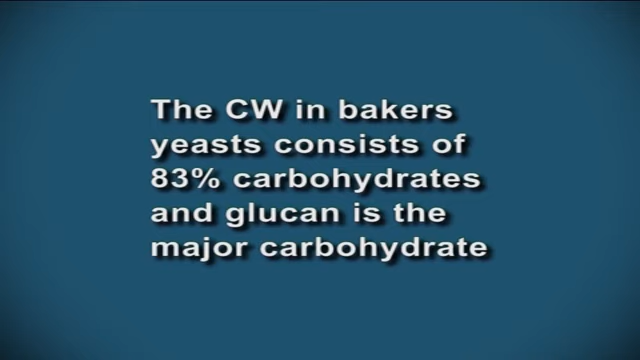 The CW in bakers
yeasts consists of
83% carbohydrates
and glucan is the
major carbohydrate